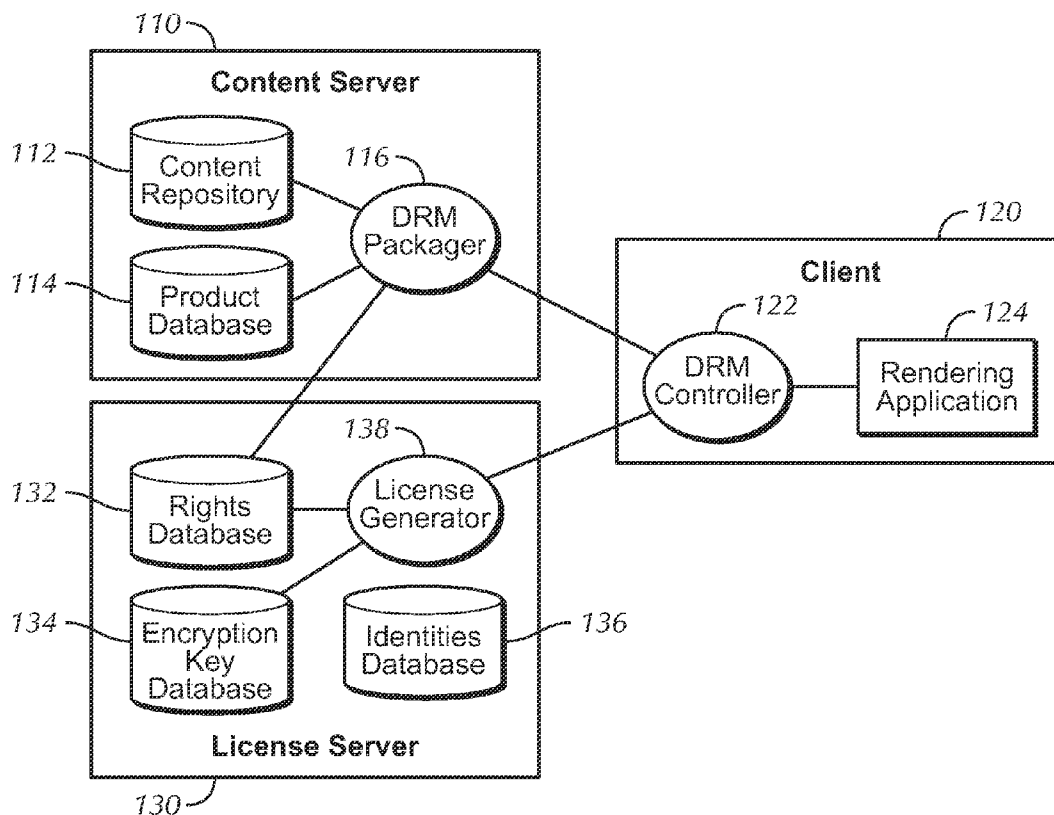 110
Content Server
112
Content
Repository
116
DRM
Packager
114
Product
Database
120
Client
122
DRM
Controller
124
Rendering
Application
138
License
Generator
132
Rights
Database
134
Encryption
Key
Database
Identities
Database
136
License Server
130